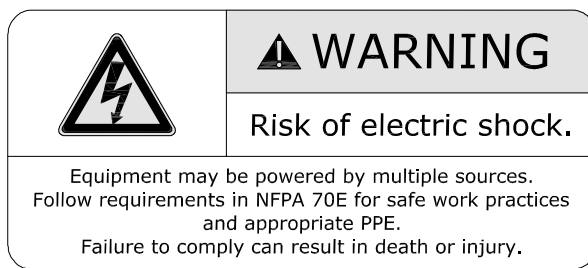 WARNING
Risk of electric shock.
Equipment may be powered by multiple sources.
Follow requirements in NFPA 70E for safe work practices
and appropriate PPE.
Failure to comply can result in death or injury.